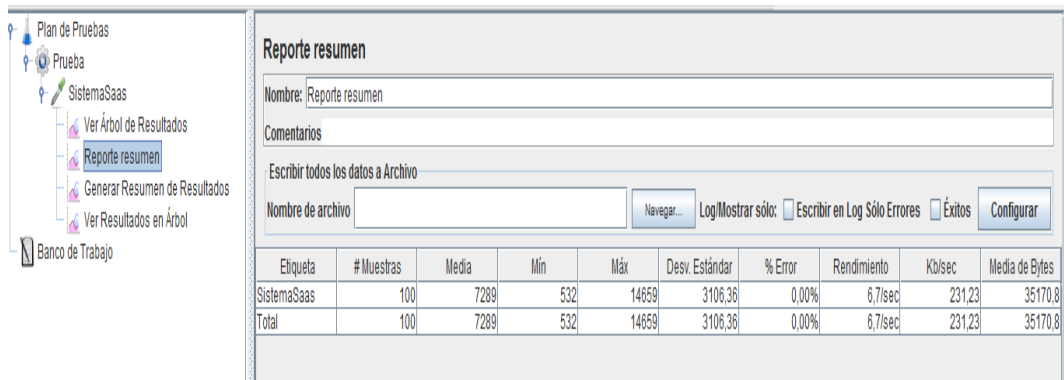 Plan de Pruebas
Prueba
SistemaSaas
Ver Árbol de Resultados
Reporte resumen
Generar Resumen de Resultados
Ver Resultados en Árbol
Banco de Trabajo
Reporte resumen
Nombre: Reporte resumen
Comentarios
Escribir todos los datos a Archivo
Nombre de archivo Navegar... Log/Mostrar sólo: Escribir en Log Sólo Errores Éxitos Configurar
Etiqueta # Muestras Media Mín Máx Desv. Estándar % Error Rendimiento Kb/sec Media de Bytes
SistemaSaas 100 7289 532 14659 3106,36 0,00% 6,7/sec 231,23 35170,8
Total 100 7289 532 14659 3106,36 0,00% 6,7/sec 231,23 35170,8